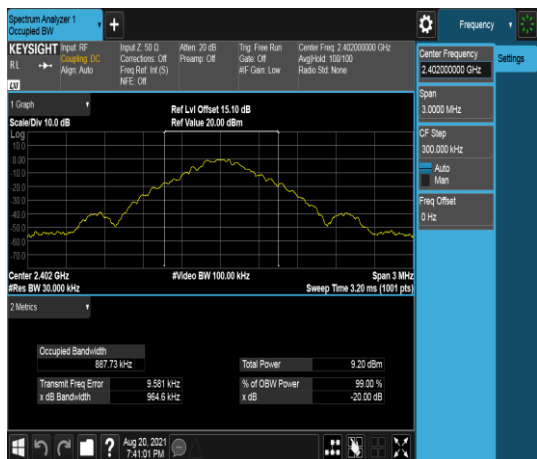 Spectrum Analyzer 1
Occupied BW
+
Frequency
KEYSIGHT
RL
LXI
Input: RF
Coupling: DC
Align: Auto
Input Z: 50 Ω
Corrections: Off
Freq Ref: Int (S)
NFE: Off
Atten: 20 dB
Preamp: Off
Trig: Free Run
Gate: Off
#IF Gain: Low
Center Freq: 2.402000000 GHz
Avg|Hold: 100/100
Radio Std: None
Center Frequency
2.402000000 GHz
Settings
Span
3.0000 MHz
CF Step
300.000 kHz
Auto
Man
Freq Offset
0 Hz
1 Graph
Scale/Div 10.0 dB
Ref Lvl Offset 15.10 dB
Ref Value 20.00 dBm
Log
10.0
0.00
-10.0
-20.0
-30.0
-40.0
-50.0
-60.0
-70.0
Center 2.402 GHz
#Res BW 30.000 kHz
#Video BW 100.00 kHz
Span 3 MHz
Sweep Time 3.20 ms (1001 pts)
2 Metrics
Occupied Bandwidth
887.73 kHz
Total Power 9.20 dBm
Transmit Freq Error 9.581 kHz
% of OBW Power 99.00 %
x dB Bandwidth 964.6 kHz
x dB -20.00 dB
?
Aug 20, 2021
7:41:01 PM